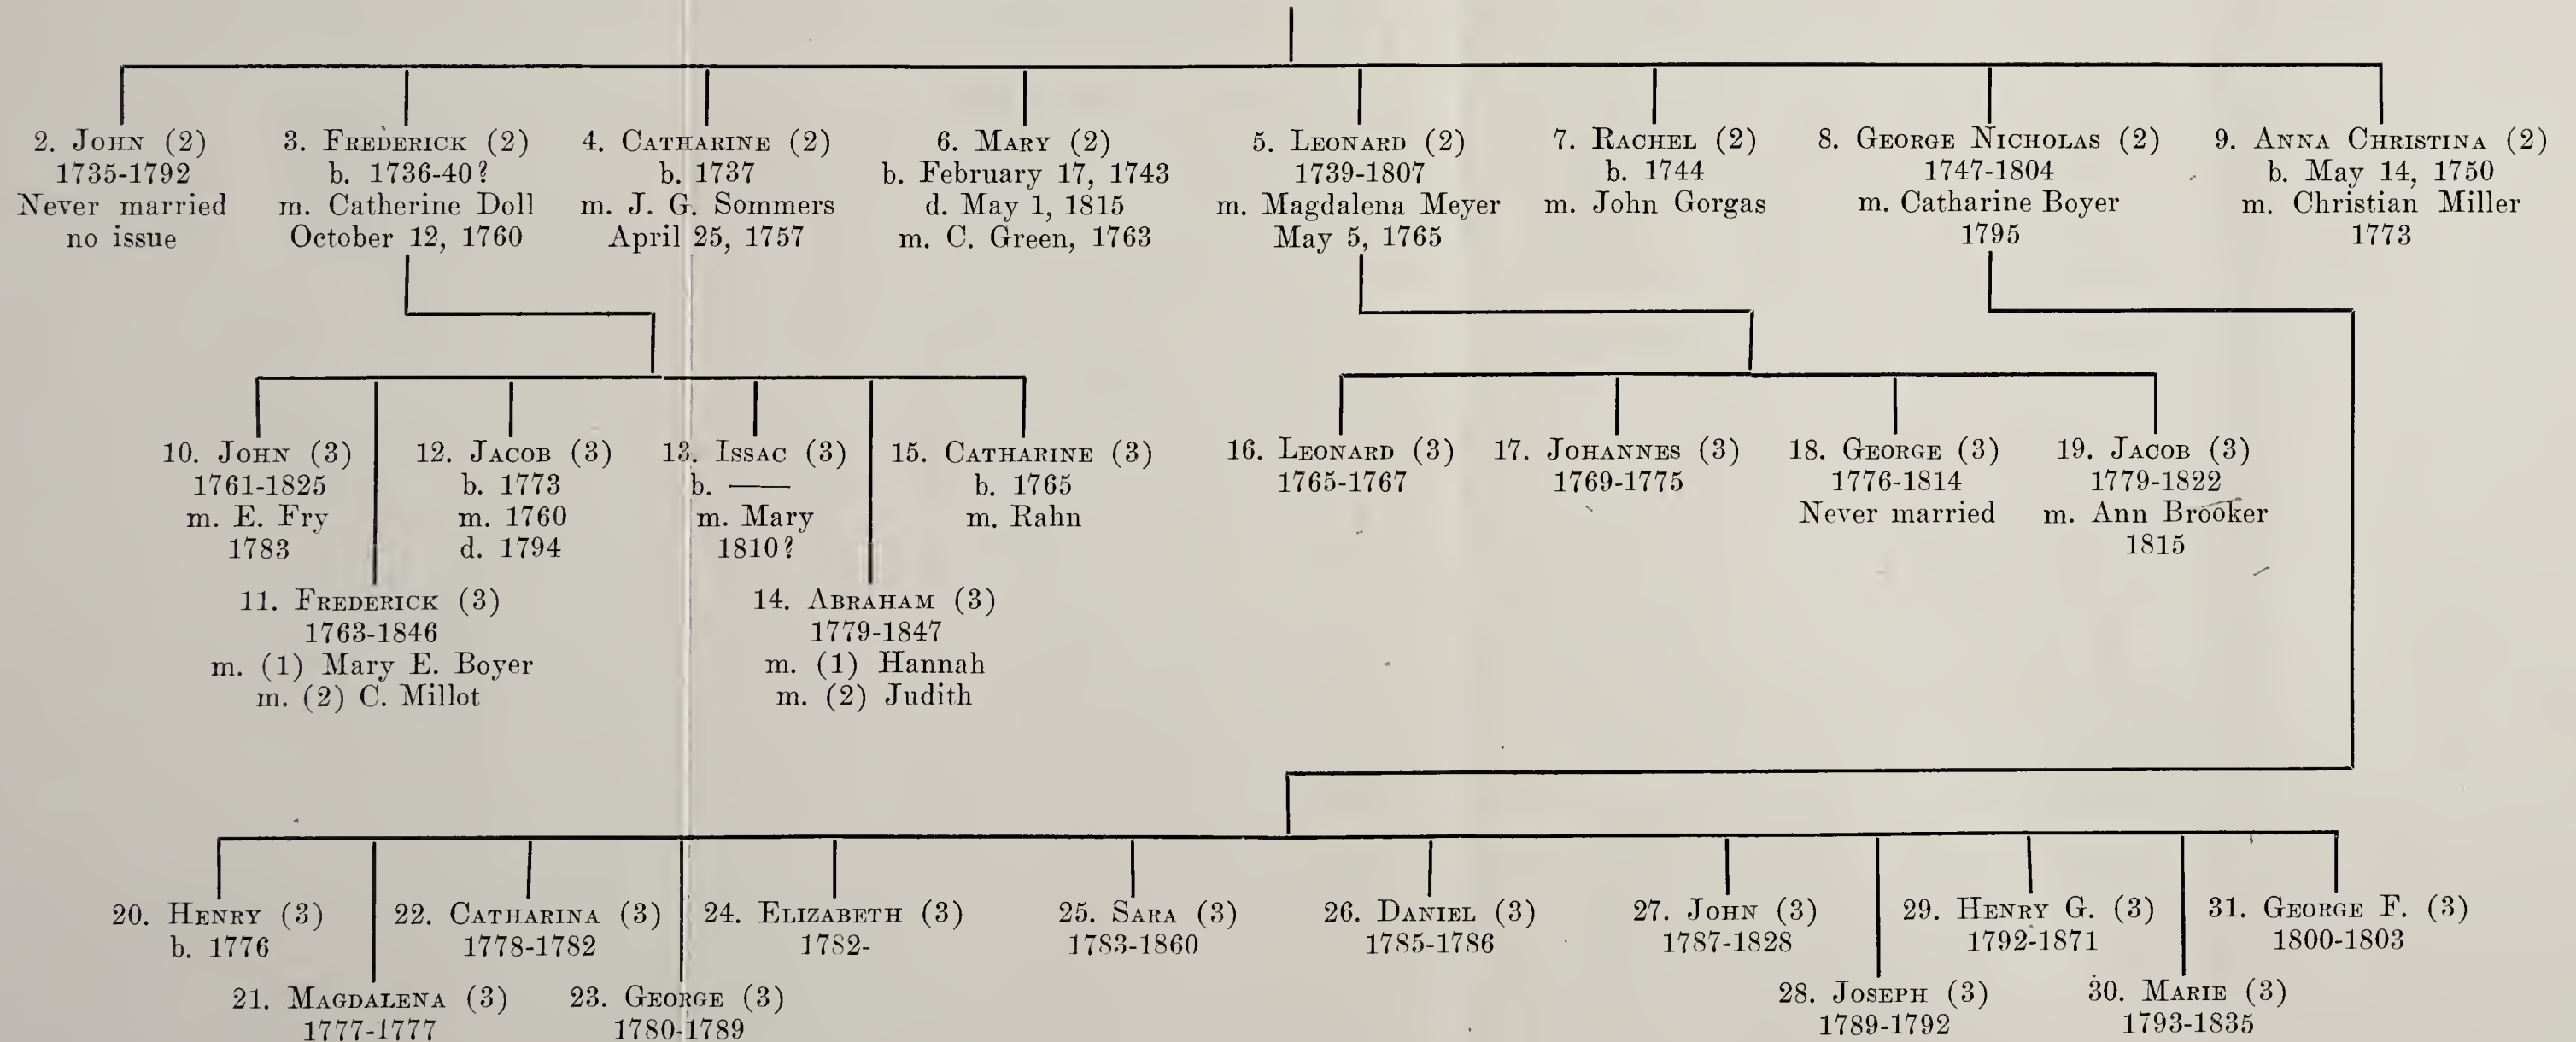 2. John (2)
1735-1792
Never married
no issue
3. Frederick (2)
b. 1736-40?
m. Catherine Doll
October 12, 1760
4. Catharine (2)
b. 1737
m. J. G. Sommers
April 25, 1757
6. Mary (2)
b. February 17, 1743
d. May 1, 1815
m. C. Green, 1763
5. Leonard (2)
1739-1807
m. Magdalena Meyer
May 5, 1765
7. Rachel (2)
b. 1744
m. John Gorgas
8. George Nicholas (2)
1747-1804
m. Catharine Boyer
1795
9. Anna Christina (2)
b. May 14, 1750
m. Christian Miller
1773
10. John (3)
1761-1825
m. E. Fry
1783
11. Frederick (3)
1763-1846
m. (1) Mary E. Boyer
m. (2) C. Millot
12. Jacob (3)
b. 1773
m. 1760
d. 1794
13. Issac (3)
b. ——
m. Mary
1810?
14. Abraham (3)
1779-1847
m. (1) Hannah
m. (2) Judith
15. Catharine (3)
b. 1765
m. Rahn
16. Leonard (3)
1765-1767
17. Johannes (3)
1769-1775
18. George (3)
1776-1814
Never married
19. Jacob (3)
1779-1822
m. Ann Brooker
1815
20. Henry (3)
b. 1776
21. Magdalena (3)
1777-1777
22. Catharina (3)
1778-1782
23. George (3)
1780-1789
24. Elizabeth (3)
1782-
25. Sara (3)
1783-1860
26. Daniel (3)
1785-1786
27. John (3)
1787-1828
28. Joseph (3)
1789-1792
29. Henry G. (3)
1792-1871
30. Marie (3)
1793-1835
31. George F. (3)
1800-1803